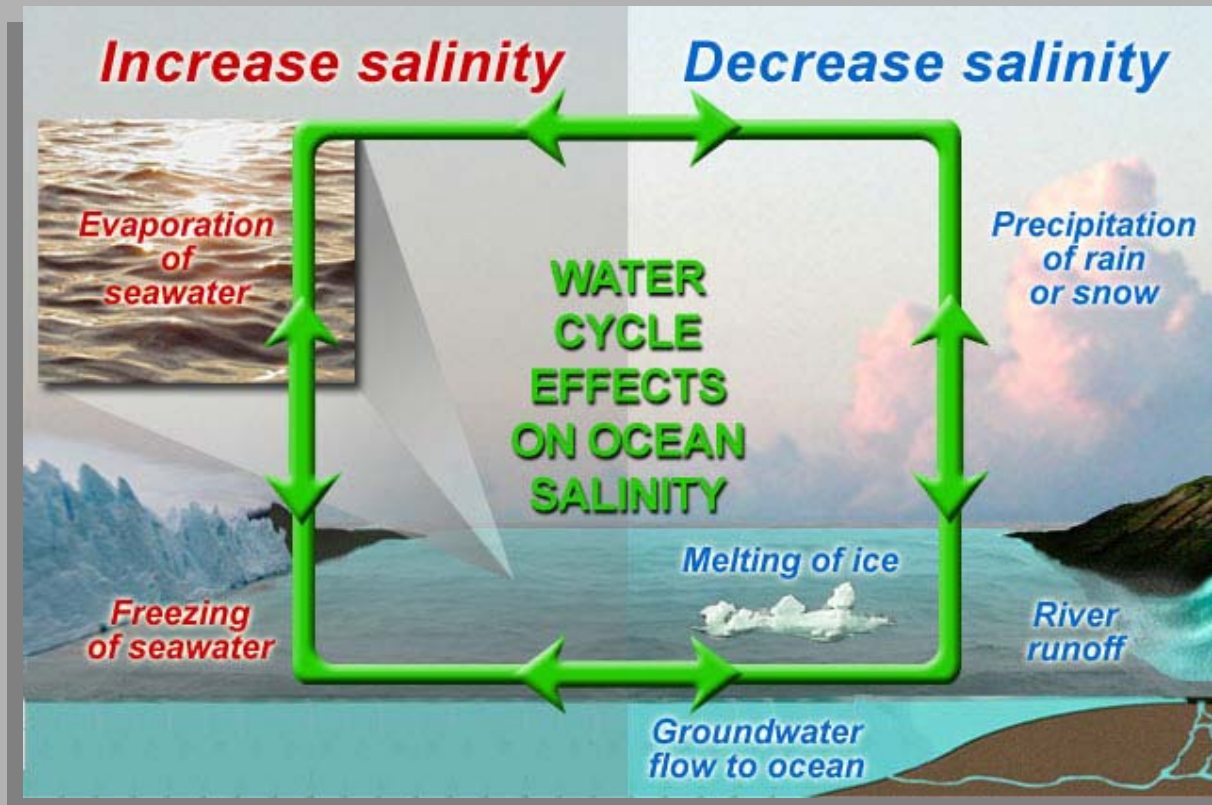 Increase salinity
Decrease salinity
Evaporation
of
seawater
Precipitation
of rain
or snow
WATER
CYCLE
EFFECTS
ON OCEAN
SALINITY
Melting of ice
Freezing
of seawater
River
runoff
Groundwater
flow to ocean